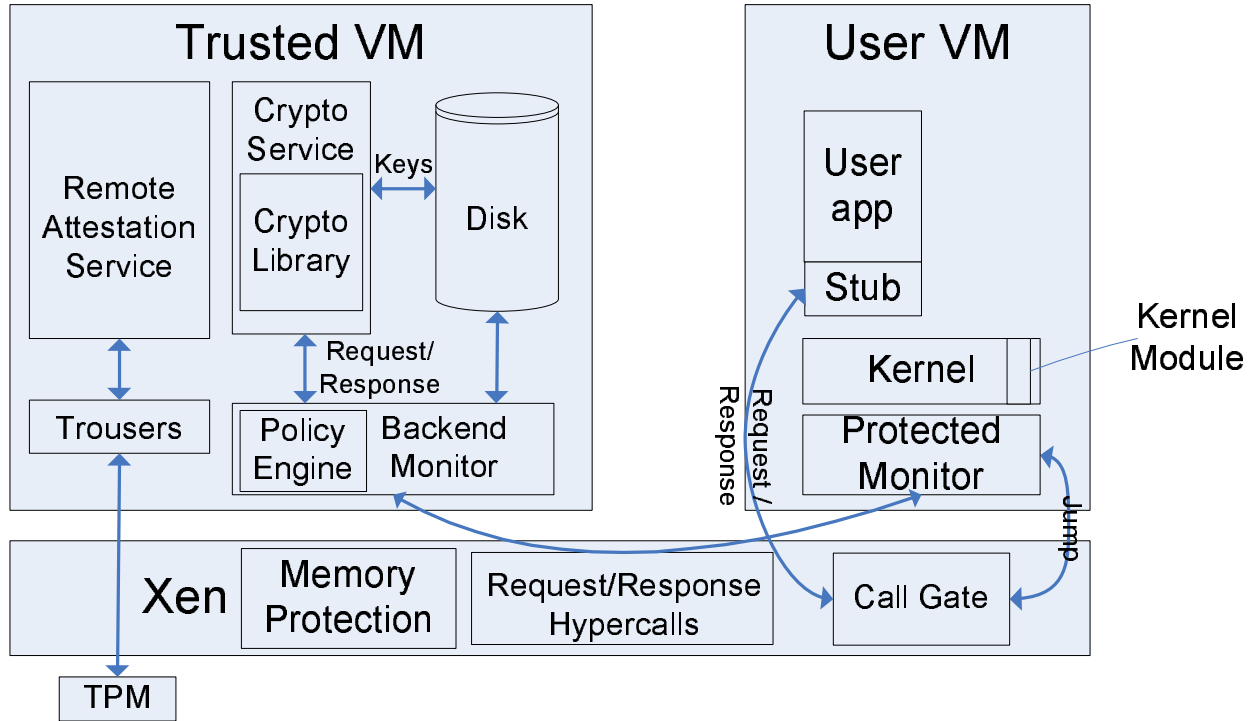 Trusted VM
User VM
Remote
Attestation
Service
Crypto
Service
Crypto
Library
Keys
Disk
Request/
Response
Trousers
Policy
Engine
Backend
Monitor
User
app
Stub
Kernel
Kernel
Module
Protected
Monitor
Request /
Response
Jump
Xen
Memory
Protection
Request/Response
Hypercalls
Call Gate
TPM